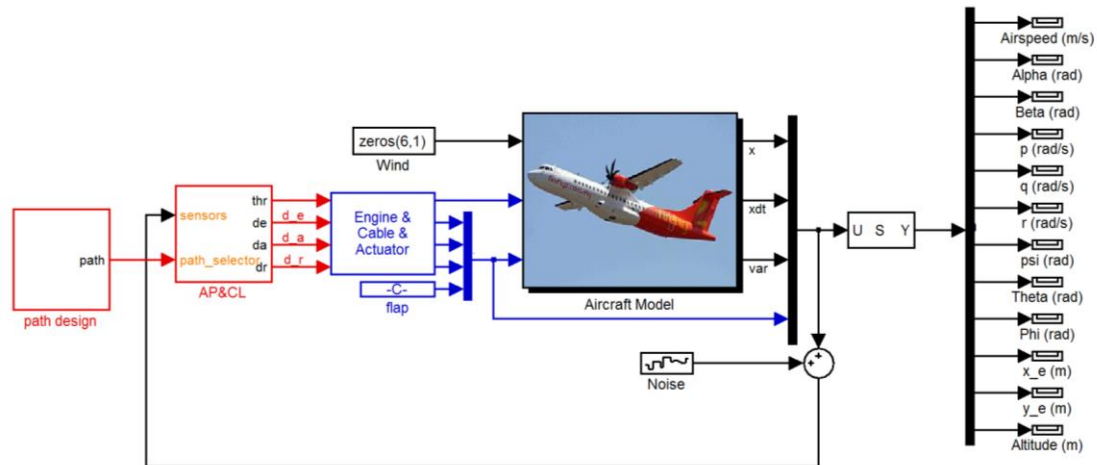 path
path design
sensors
path_selector
thr
de
da
dr
AP&CL
d_e
d_a
d_r
zeros(6,1)
Wind
Engine &
Cable &
Actuator
-C-
flap
x
xdt
var
Aircraft Model
Noise
+
+
U S Y
Airspeed (m/s)
Alpha (rad)
Beta (rad)
p (rad/s)
q (rad/s)
r (rad/s)
psi (rad)
Theta (rad)
Phi (rad)
x_e (m)
y_e (m)
Altitude (m)